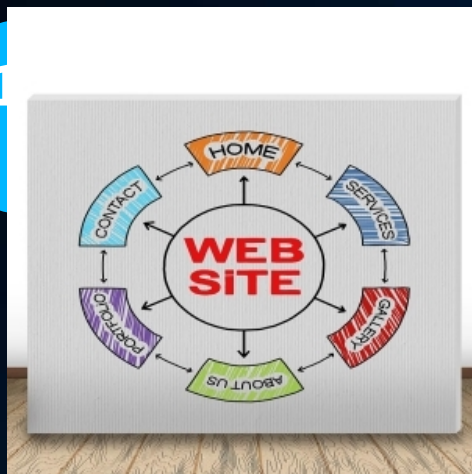 HOME
SERVICES
GALLERY
ABOUT US
PORTFOLIO
CONTACT
WEB
SiTE